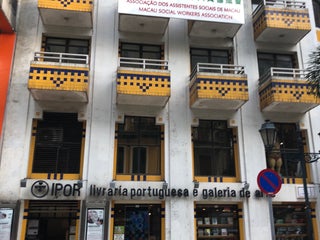 ASSOCIAÇÃO DOS ASSISTENTES SOCIAIS DE MACAU
MACAU SOCIAL WORKERS ASSOCIATION
IPOR livraria portuguesa e galeria de